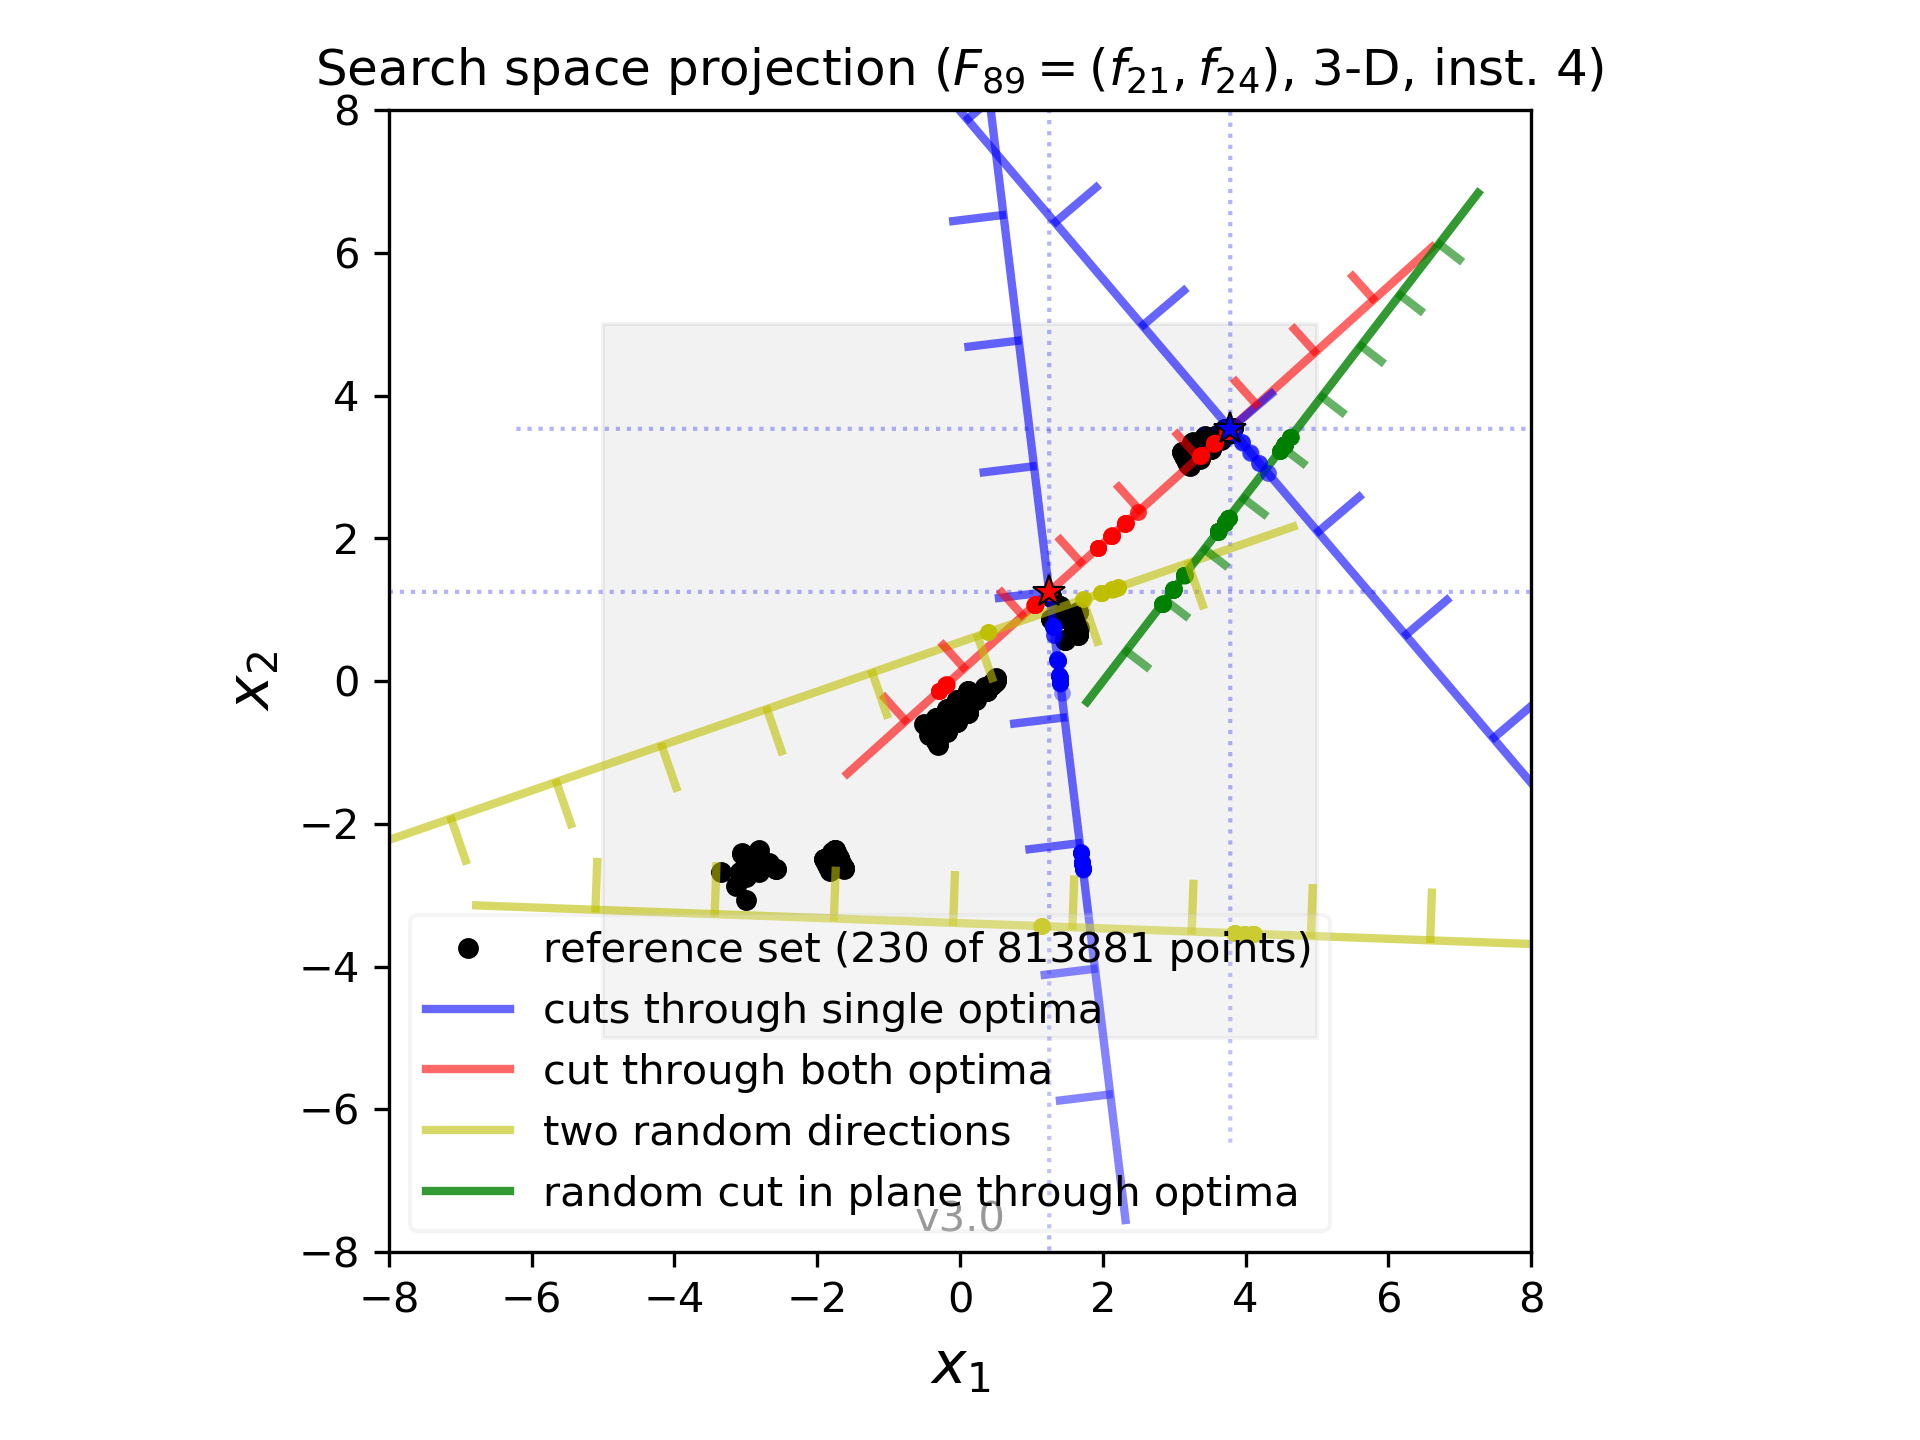 Search space projection (F89 = (f21, f24), 3-D, inst. 4)
8
6
4
2
0
−2
−4
−6
−8
x2
reference set (230 of 813881 points)
cuts through single optima
cut through both optima
two random directions
random cut in plane through optima
v3.0
−8 −6 −4 −2 0 2 4 6 8
x1